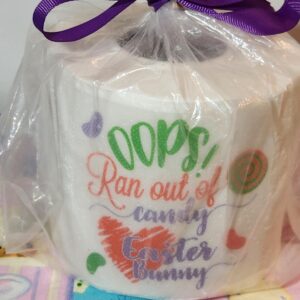 OOPS!
Ran out of
candy
Easter
Bunny